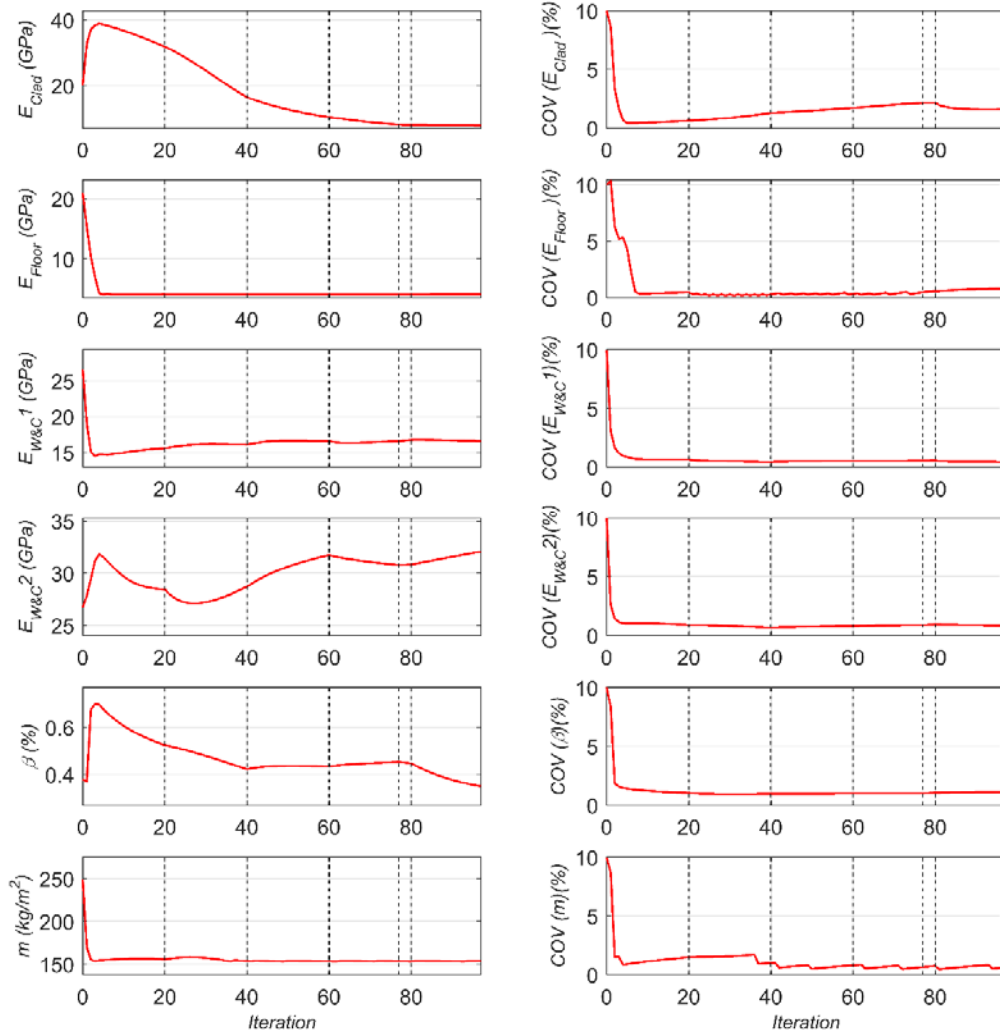 E_Clad (GPa)
40
20
0 20 40 60 80
COV (E_Clad)(%)
10
5
0
0 20 40 60 80
E_Floor (GPa)
20
10
0 20 40 60 80
COV (E_Floor)(%)
10
5
0
0 20 40 60 80
E_W&C1 (GPa)
25
20
15
0 20 40 60 80
COV (E_W&C1)(%)
10
5
0
0 20 40 60 80
E_W&C2 (GPa)
35
30
25
0 20 40 60 80
COV (E_W&C2)(%)
10
5
0
0 20 40 60 80
β (%)
0.6
0.4
0 20 40 60 80
COV (β)(%)
10
5
0
0 20 40 60 80
m (kg/m²)
250
200
150
0 20 40 60 80
Iteration
COV (m)(%)
10
5
0
0 20 40 60 80
Iteration